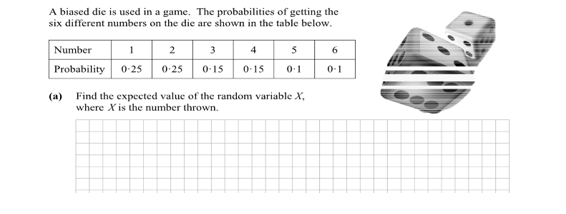 A biased die is used in a game. The probabilities of getting the
six different numbers on the die are shown in the table below.
Number 1 2 3 4 5 6
Probability 0·25 0·25 0·15 0·15 0·1 0·1
(a) Find the expected value of the random variable X,
where X is the number thrown.